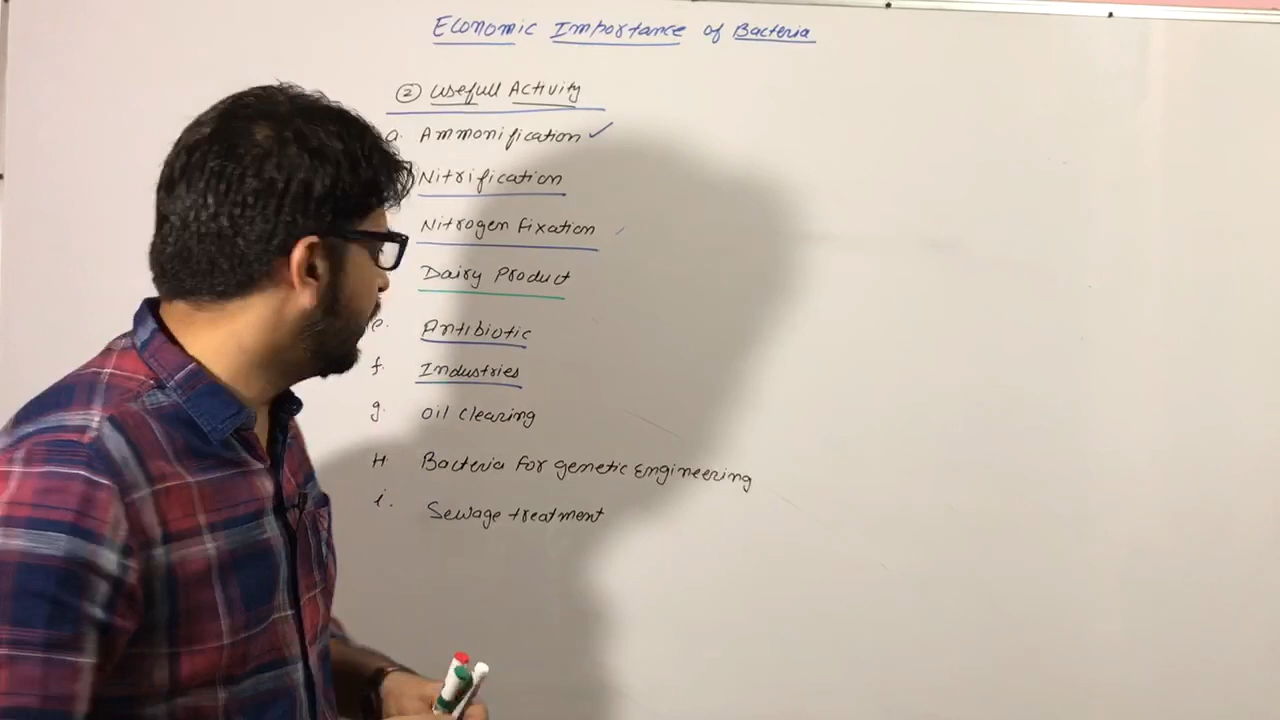 Economic Importance of Bacteria
② Usefull Activity
a. Ammonification ✓
Nitrification
Nitrogen Fixation
Dairy Product
e. Antibiotic
f. Industries
g. Oil Clearing
H. Bacteria for genetic Engineering
i. Sewage treatment